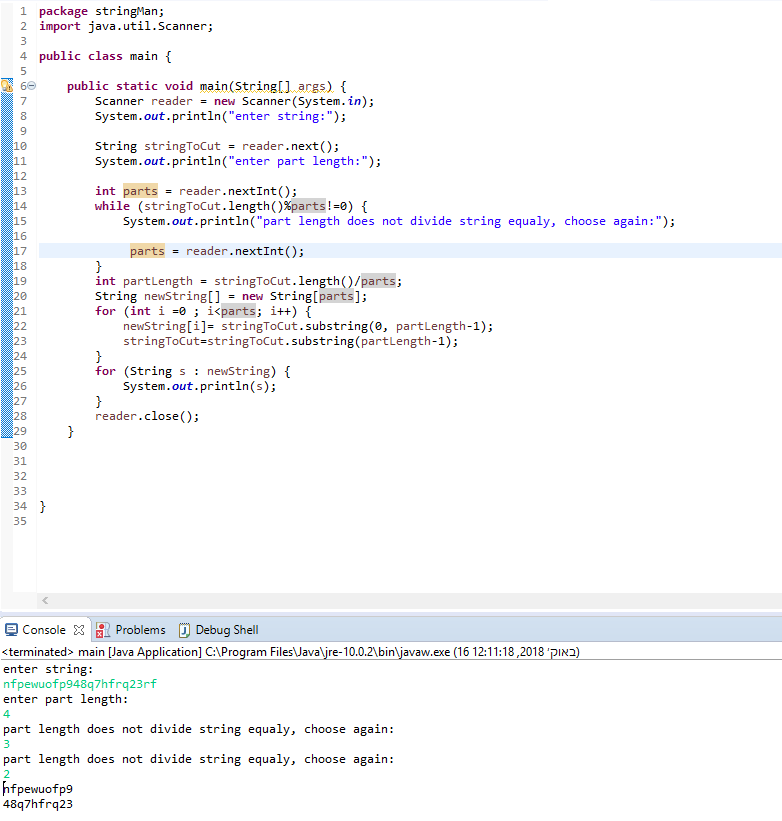 1 package stringMan;
2 import java.util.Scanner;
3
4 public class main {
5
6 public static void main(String[] args) {
7 Scanner reader = new Scanner(System.in);
8 System.out.println("enter string:");
9
10 String stringToCut = reader.next();
11 System.out.println("enter part length:");
12
13 int parts = reader.nextInt();
14 while (stringToCut.length()%parts!=0) {
15 System.out.println("part length does not divide string equaly, choose again:");
16
17 parts = reader.nextInt();
18 }
19 int partLength = stringToCut.length()/parts;
20 String newString[] = new String[parts];
21 for (int i =0 ; i<parts; i++) {
22 newString[i]= stringToCut.substring(0, partLength-1);
23 stringToCut=stringToCut.substring(partLength-1);
24 }
25 for (String s : newString) {
26 System.out.println(s);
27 }
28 reader.close();
29 }
30
31
32
33
34 }
35
Console Problems Debug Shell
<terminated> main [Java Application] C:\Program Files\Java\jre-10.0.2\bin\javaw.exe (16 באוק׳ 2018, 12:11:18)
enter string:
nfpewuofp948q7hfrq23rf
enter part length:
4
part length does not divide string equaly, choose again:
3
part length does not divide string equaly, choose again:
2
nfpewuofp9
48q7hfrq23